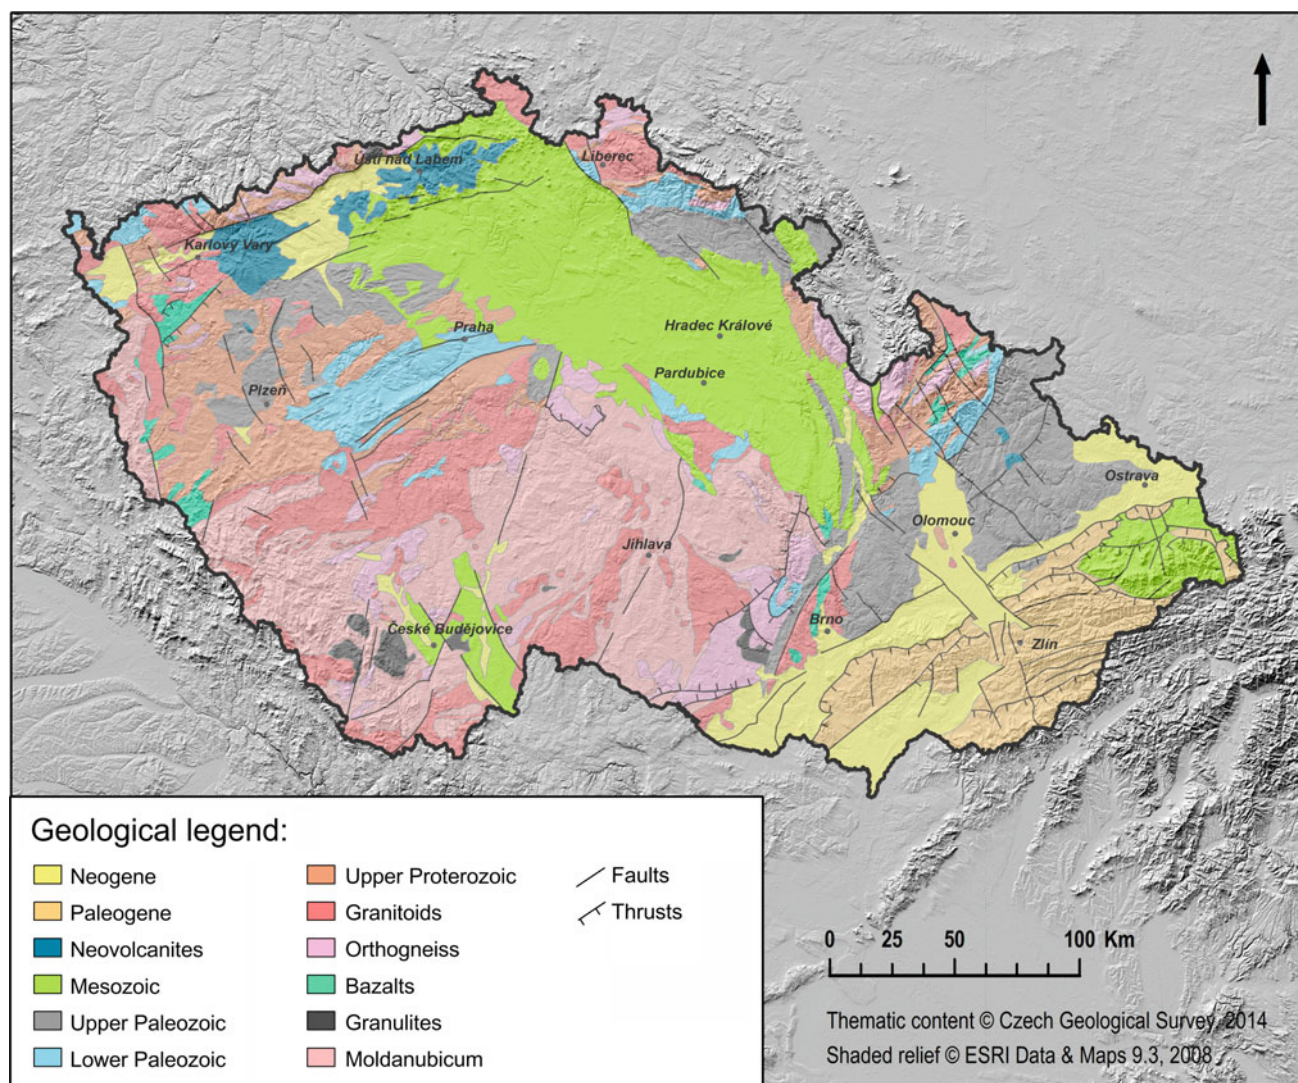 Ústí nad Labem
Liberec
Karlovy Vary
Praha
Hradec Králové
Pardubice
Plzeň
Ostrava
Olomouc
Jihlava
Brno
České Budějovice
Zlín
Geological legend:
Neogene
Paleogene
Neovolcanites
Mesozoic
Upper Paleozoic
Lower Paleozoic
Upper Proterozoic
Granitoids
Orthogneiss
Bazalts
Granulites
Moldanubicum
Faults
Thrusts
0 25 50 100 Km
Thematic content © Czech Geological Survey, 2014
Shaded relief © ESRI Data & Maps 9.3, 2008